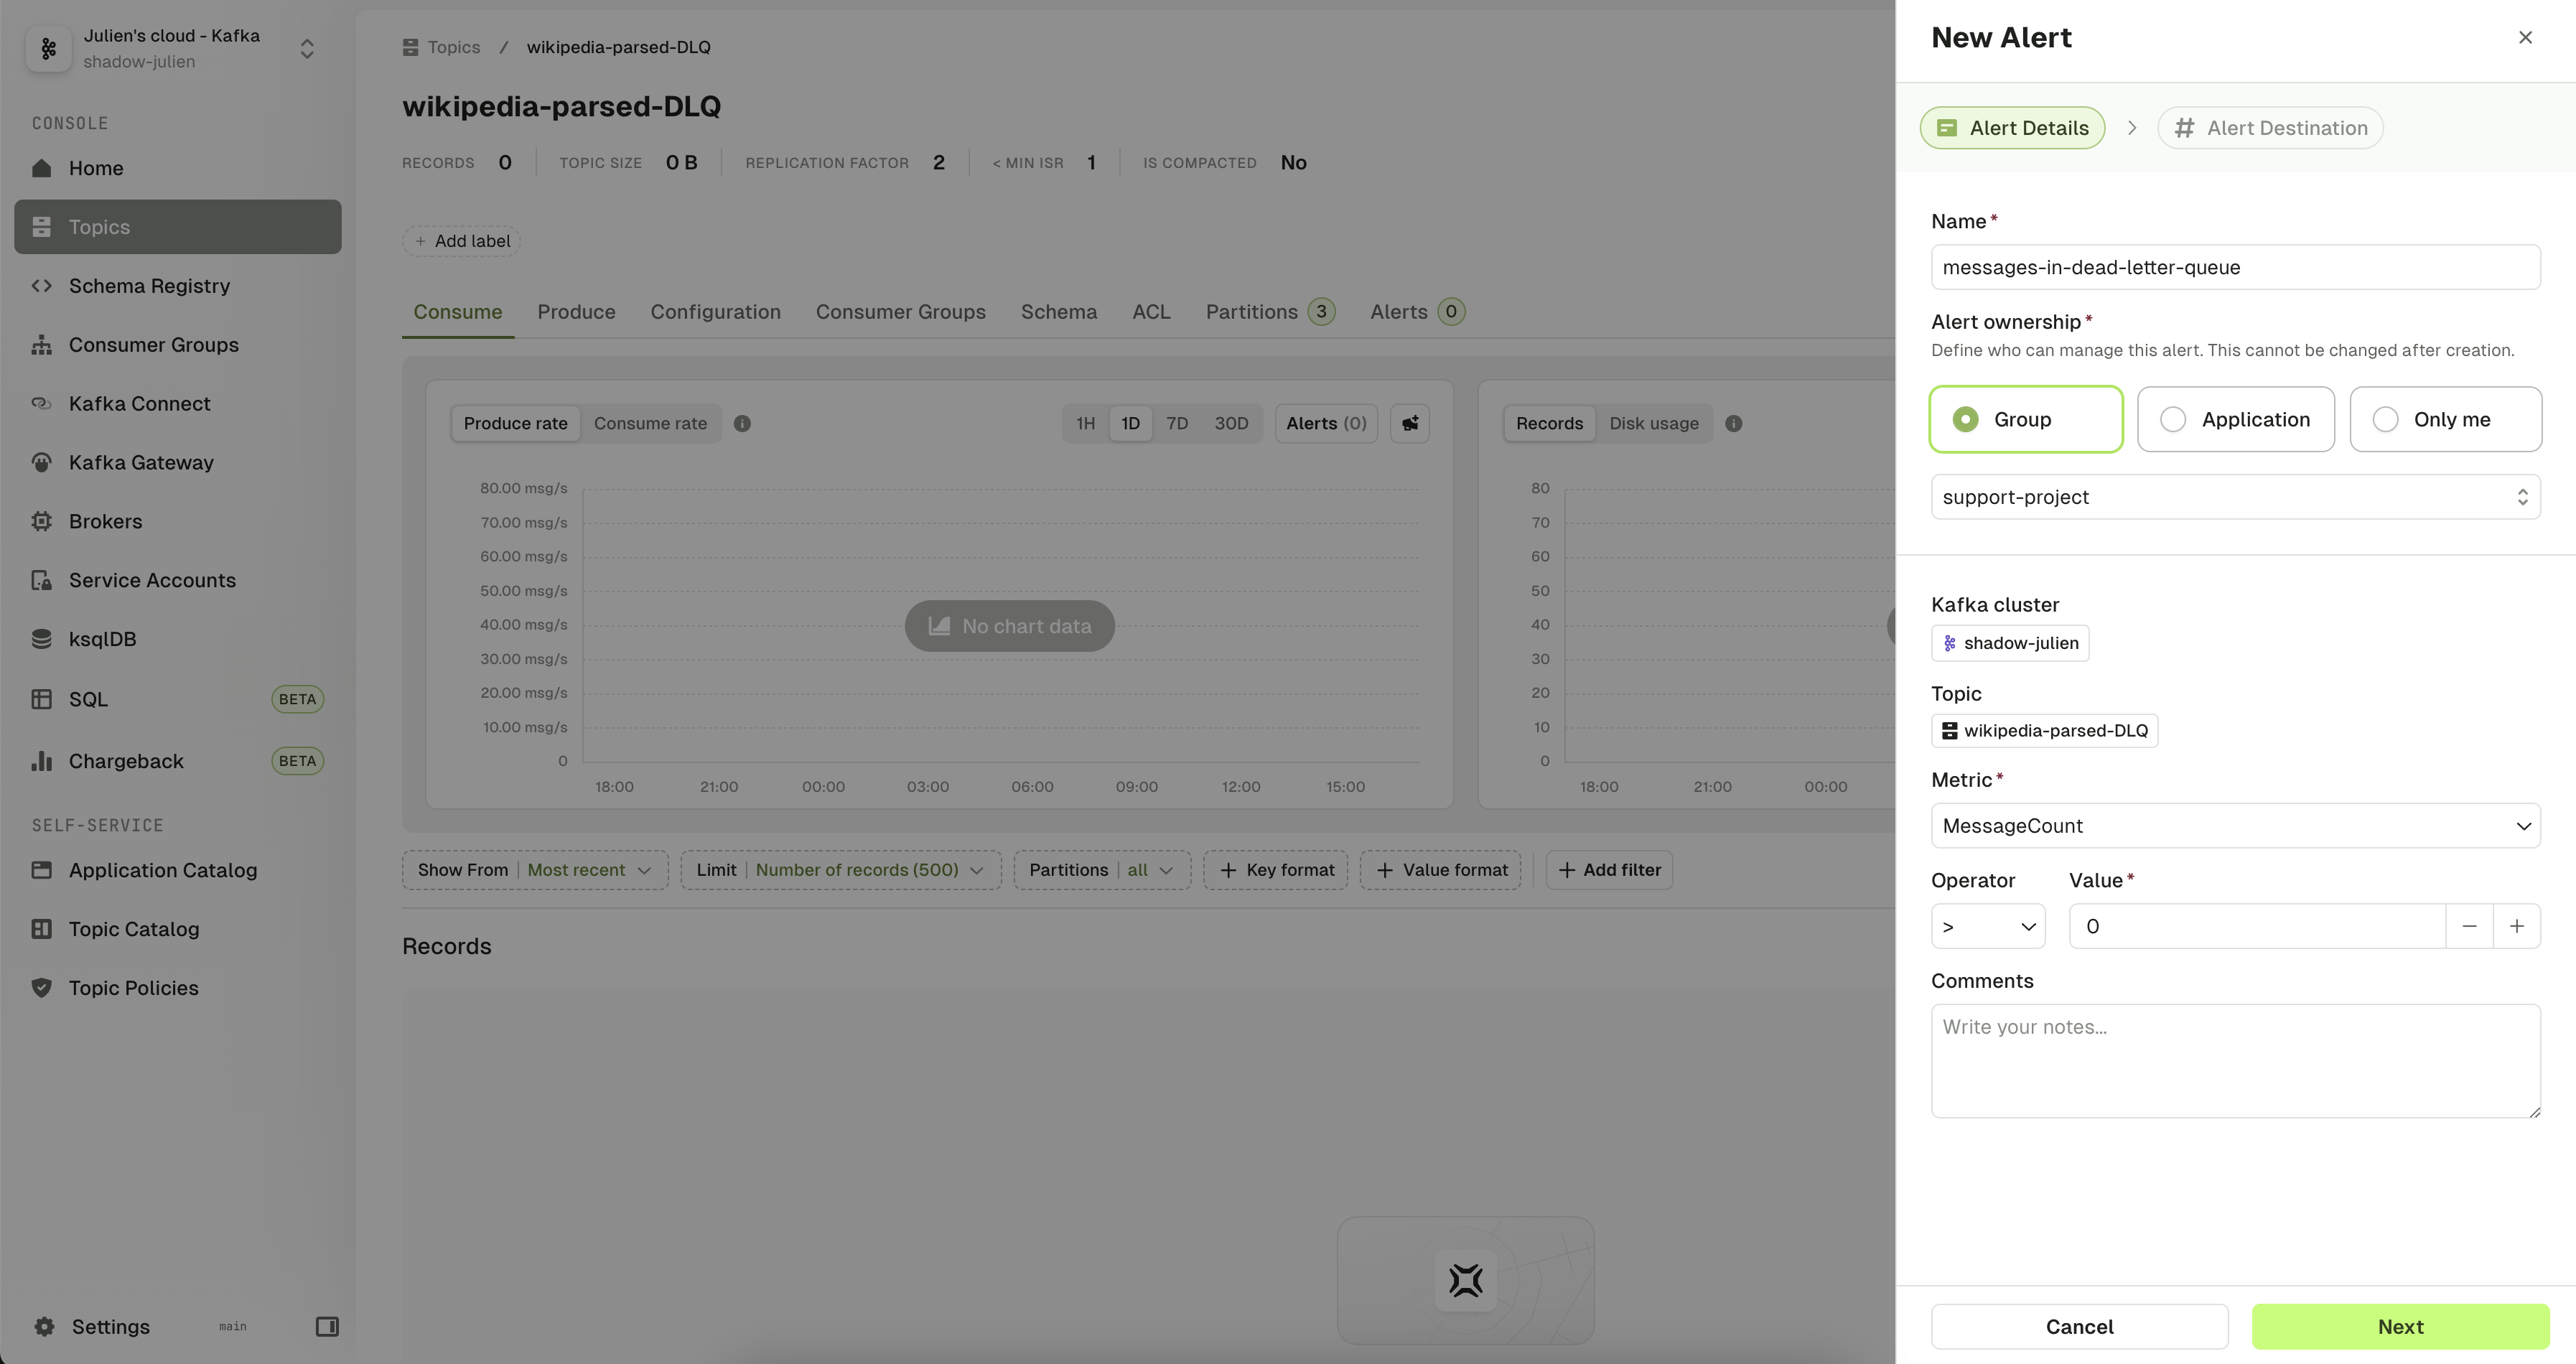 Julien's cloud - Kafka
shadow-julien
CONSOLE
Home
Topics
Schema Registry
Consumer Groups
Kafka Connect
Kafka Gateway
Brokers
Service Accounts
ksqlDB
SQL BETA
Chargeback BETA
SELF-SERVICE
Application Catalog
Topic Catalog
Topic Policies
Settings main
Topics / wikipedia-parsed-DLQ
wikipedia-parsed-DLQ
RECORDS 0 TOPIC SIZE 0 B REPLICATION FACTOR 2 < MIN ISR 1 IS COMPACTED No
+ Add label
Consume Produce Configuration Consumer Groups Schema ACL Partitions 3 Alerts 0
Produce rate Consume rate 1H 1D 7D 30D Alerts (0)
80.00 msg/s
70.00 msg/s
60.00 msg/s
50.00 msg/s
40.00 msg/s
30.00 msg/s
20.00 msg/s
10.00 msg/s
0
No chart data
18:00 21:00 00:00 03:00 06:00 09:00 12:00 15:00
Records Disk usage
80
70
60
50
40
30
20
10
0
18:00 21:00 00:00
Show From Most recent Limit Number of records (500) Partitions all + Key format + Value format + Add filter
Records
New Alert
Alert Details > # Alert Destination
Name *
messages-in-dead-letter-queue
Alert ownership *
Define who can manage this alert. This cannot be changed after creation.
Group Application Only me
support-project
Kafka cluster
shadow-julien
Topic
wikipedia-parsed-DLQ
Metric *
MessageCount
Operator Value *
> 0 − +
Comments
Write your notes...
Cancel Next